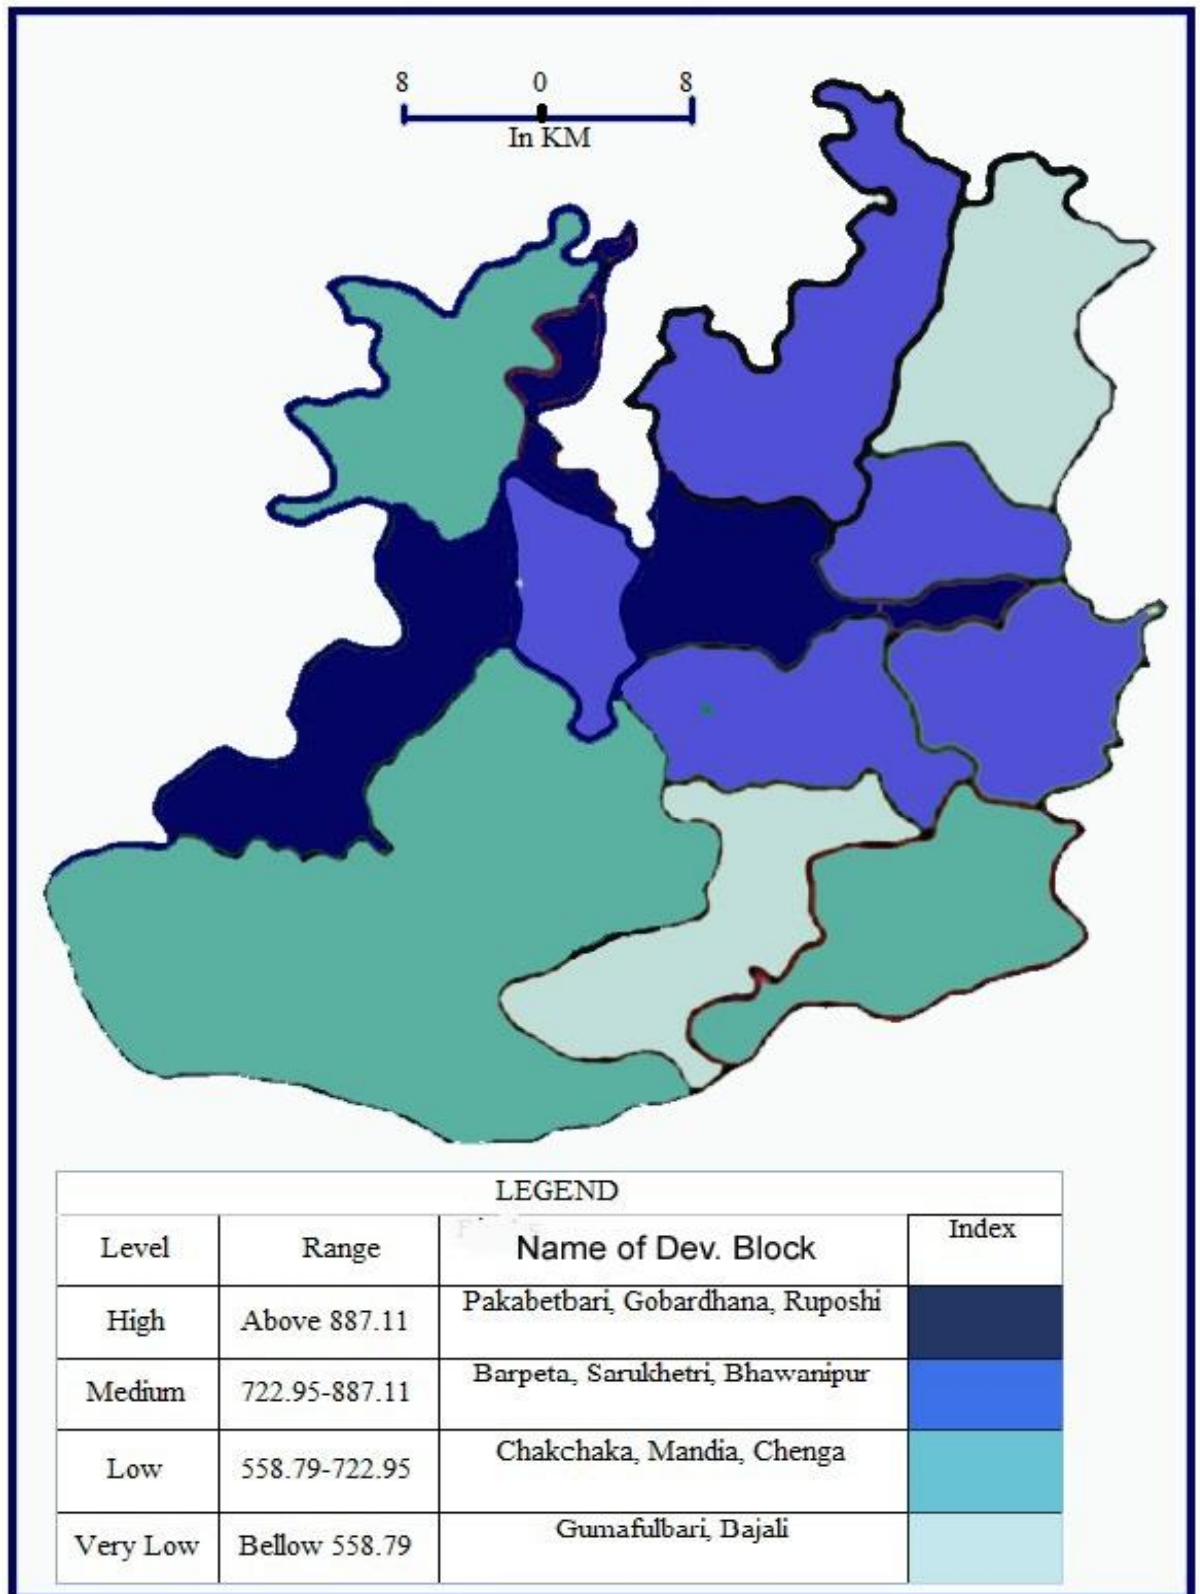 8 0 8
In KM
LEGEND
Level Range Name of Dev. Block Index
High Above 887.11 Pakabetbari, Gobardhana, Ruposhi
Medium 722.95-887.11 Barpeta, Sarukhetri, Bhawanipur
Low 558.79-722.95 Chakchaka, Mandia, Chenga
Very Low Bellow 558.79 Gumafulbari, Bajali